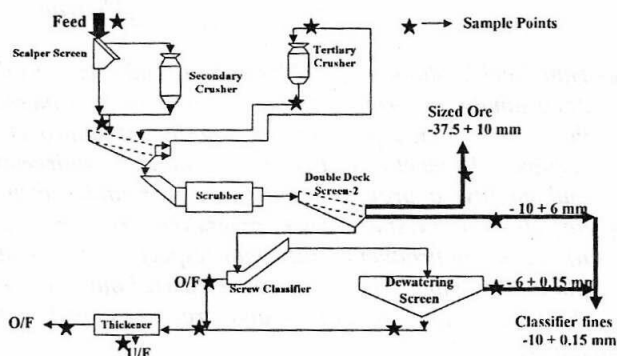 Feed
Sample Points
Scalper Screen
Secondary
Crusher
Tertiary
Crusher
Sized Ore
-37.5 + 10 mm
Scrubber
Double Deck
Screen-2
- 10 + 6 mm
O/F
Screw Classifier
Dewatering
Screen
- 6 + 0.15 mm
Classifier fines
-10 + 0.15 mm
O/F
Thickener
U/F